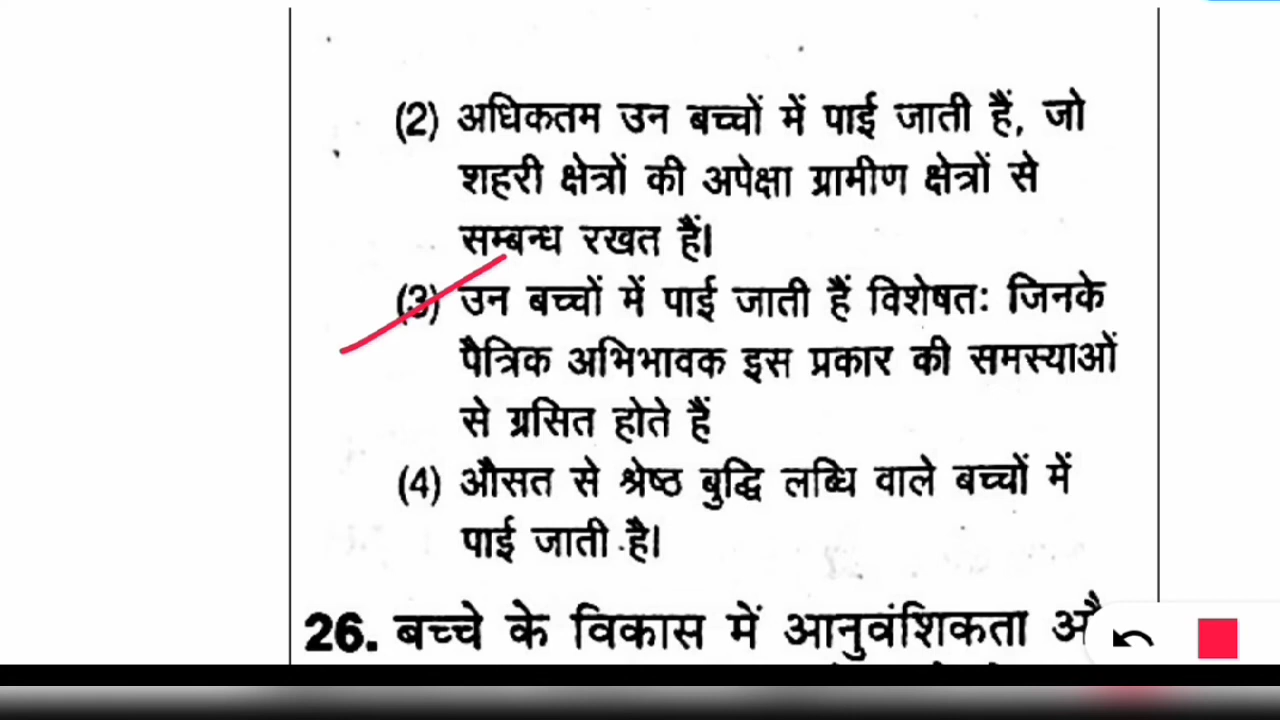 (2) अधिकतम उन बच्चों में पाई जाती हैं, जो
शहरी क्षेत्रों की अपेक्षा ग्रामीण क्षेत्रों से
सम्बन्ध रखत हैं।
(3) उन बच्चों में पाई जाती हैं विशेषतः जिनके
पैत्रिक अभिभावक इस प्रकार की समस्याओं
से ग्रसित होते हैं
(4) औसत से श्रेष्ठ बुद्धि लब्धि वाले बच्चों में
पाई जाती है।
26. बच्चे के विकास में आनुवंशिकता